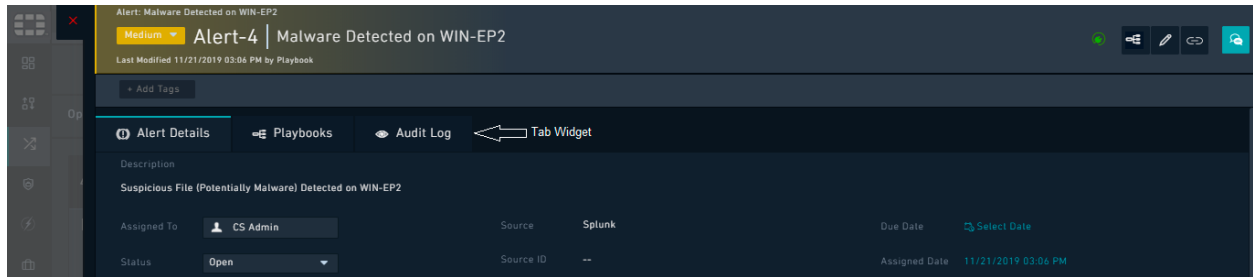 Alert: Malware Detected on WIN-EP2
Medium Alert-4 | Malware Detected on WIN-EP2
Last Modified 11/21/2019 03:06 PM by Playbook
+ Add Tags
Op
Alert Details Playbooks Audit Log Tab Widget
Description
Suspicious File (Potentially Malware) Detected on WIN-EP2
Assigned To CS Admin Source Splunk Due Date Select Date
Status Open Source ID -- Assigned Date 11/21/2019 03:06 PM